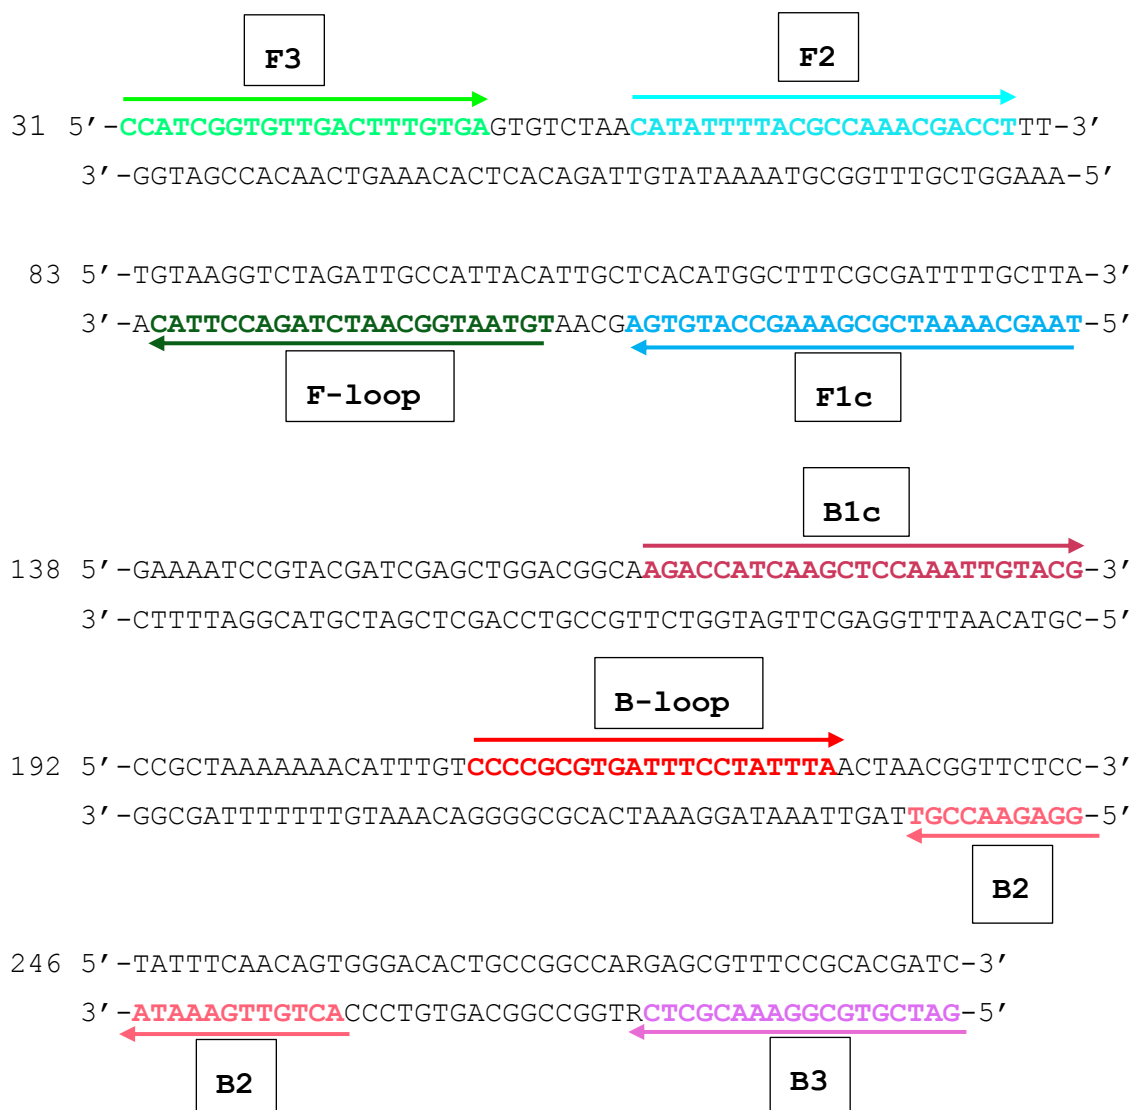 F3 F2
31 5’-CCATCGGTGTTGACTTTGTGAGTGTCTAACATATTTTACGCCAAACGACCTTT-3’
3’-GGTAGCCACAACTGAAACACTCACAGATTGTATAAAATGCGGTTTGCTGGAAA-5’
83 5’-TGTAAGGTCTAGATTGCCATTACATTGCTCACATGGCTTTCGCGATTTTGCTTA-3’
3’-ACATTCCAGATCTAACGGTAATGTAACGAGTGTACCGAAAGCGCTAAAACGAAT-5’
F-loop F1c
B1c
138 5’-GAAAATCCGTACGATCGAGCTGGACGGCAAGACCATCAAGCTCCAAATTGTACG-3’
3’-CTTTTAGGCATGCTAGCTCGACCTGCCGTTCTGGTAGTTCGAGGTTTAACATGC-5’
B-loop
192 5’-CCGCTAAAAAAACATTTGTCCCCGCGTGATTTCCTATTTAACTAACGGTTCTCC-3’
3’-GGCGATTTTTTTGTAAACAGGGGCGCACTAAAGGATAAATTGATTGCCAAGAGG-5’
B2
246 5’-TATTTCAACAGTGGGACACTGCCGGCCARGAGCGTTTCCGCACGATC-3’
3’-ATAAAGTTGTCACCCTGTGACGGCCGGTRCTCGCAAAGGCGTGCTAG-5’
B2 B3